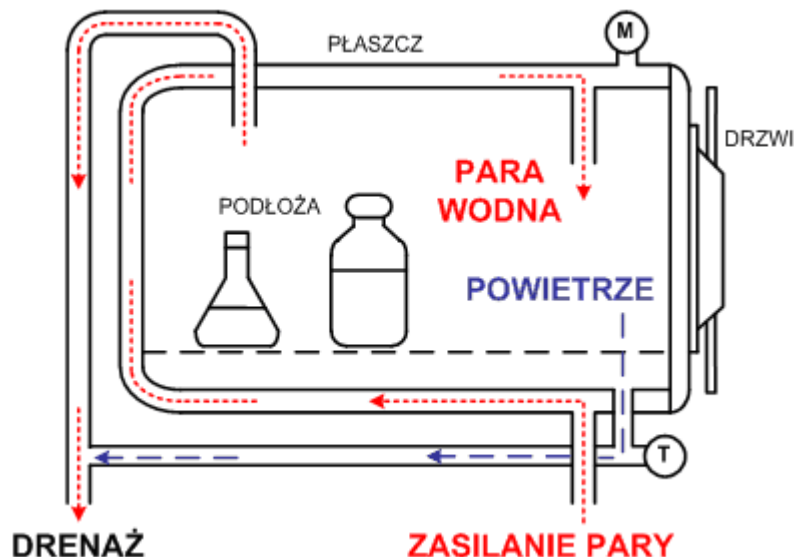 PŁASZCZ
M
DRZWI
PARA
WODNA
PODŁOŻA
POWIETRZE
T
DRENAŻ
ZASILANIE PARY